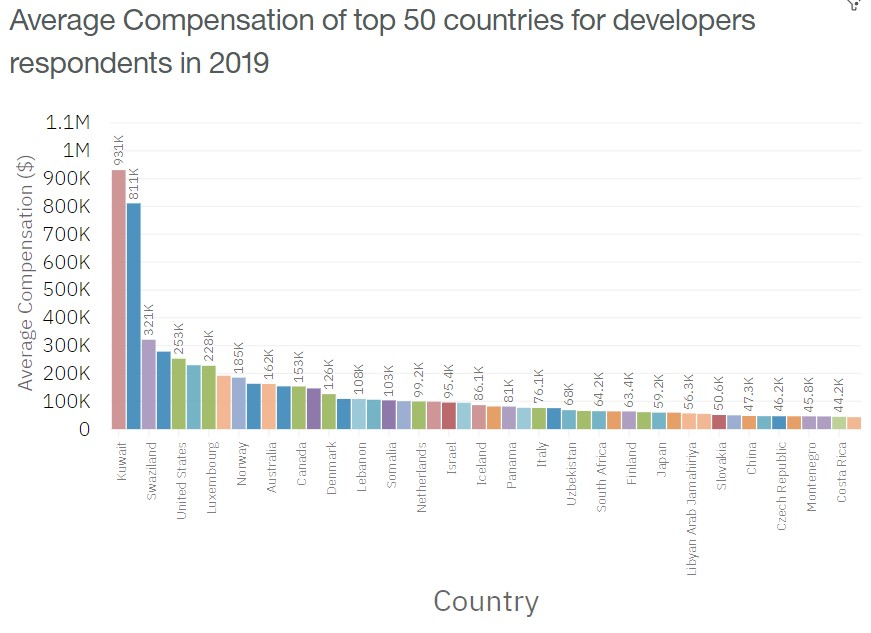 Average Compensation of top 50 countries for developers
respondents in 2019
Average Compensation ($)
1.1M
1M
900K
800K
700K
600K
500K
400K
300K
200K
100K
0
931K
811K
321K
253K
228K
185K
162K
153K
126K
108K
103K
99.2K
95.4K
86.1K
81K
76.1K
68K
64.2K
63.4K
59.2K
56.3K
50.6K
47.3K
46.2K
45.8K
44.2K
Kuwait
Swaziland
United States
Luxembourg
Norway
Australia
Canada
Denmark
Lebanon
Somalia
Netherlands
Israel
Iceland
Panama
Italy
Uzbekistan
South Africa
Finland
Japan
Libyan Arab Jamahiriya
Slovakia
China
Czech Republic
Montenegro
Costa Rica
Country